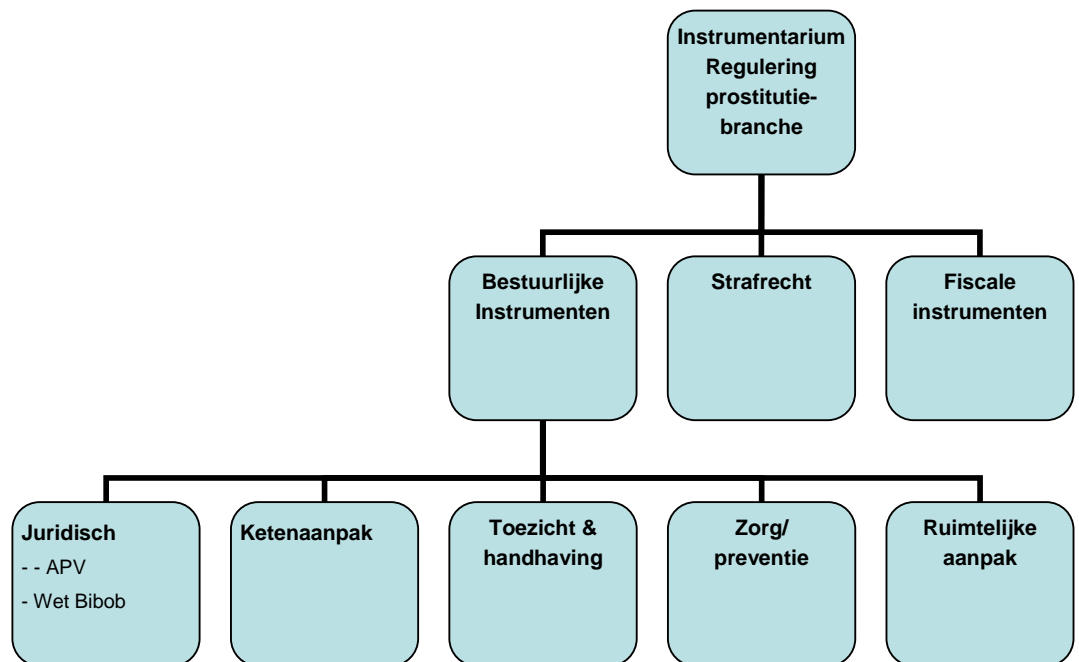 Instrumentarium
Regulering
prostitutie-
branche
Bestuurlijke
Instrumenten
Strafrecht
Fiscale
instrumenten
Juridisch
- - APV
- Wet Bibob
Ketenaanpak
Toezicht &
handhaving
Zorg/
preventie
Ruimtelijke
aanpak